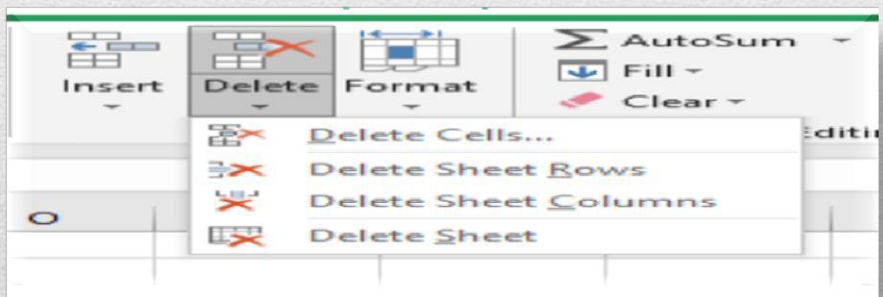 Insert Delete Format
AutoSum
Fill
Clear
Delete Cells...
Delete Sheet Rows
Delete Sheet Columns
Delete Sheet
O